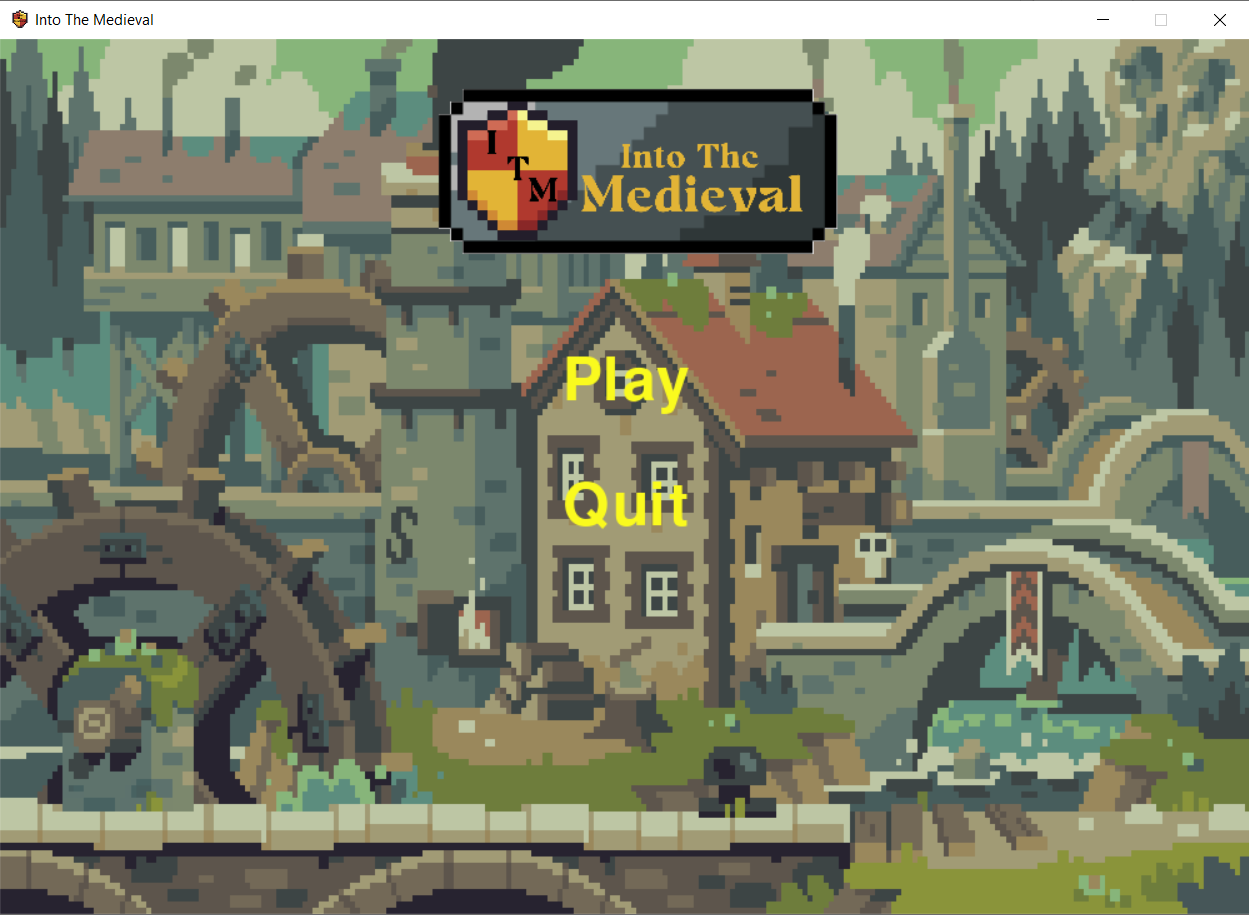 Into The Medieval
I
T
M
Into The
Medieval
Play
Quit
S